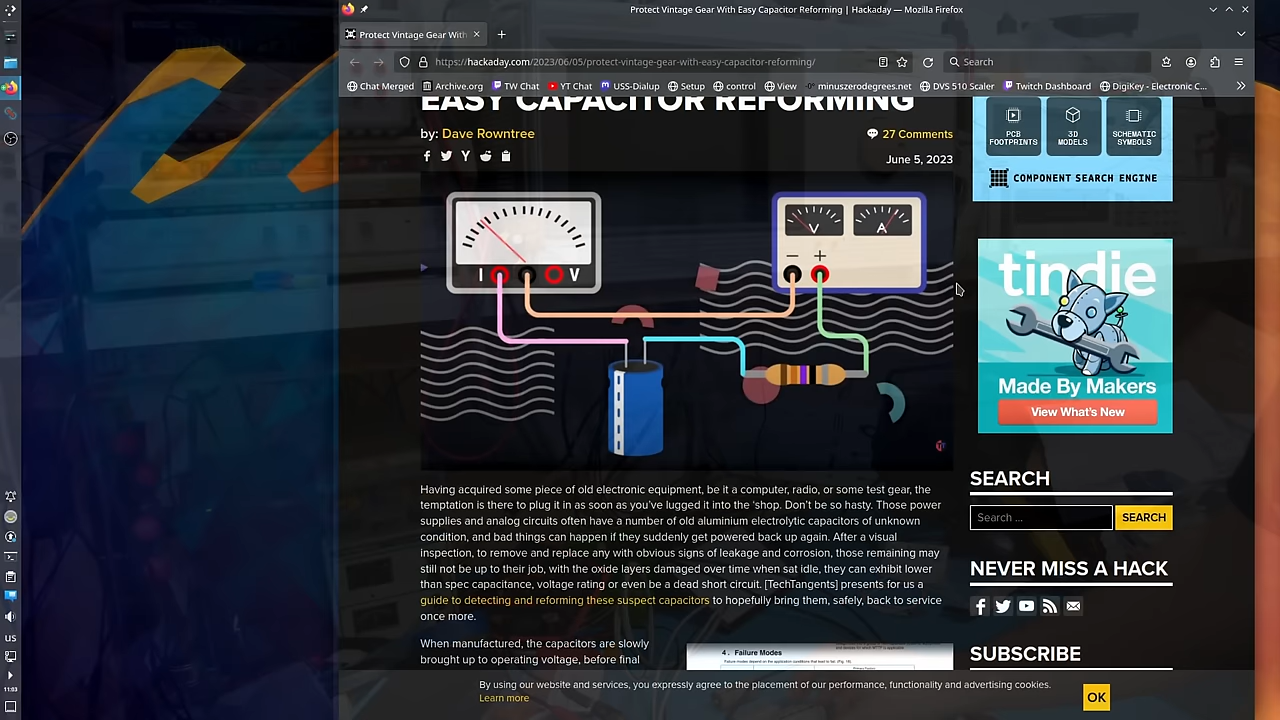 Protect Vintage Gear With Easy Capacitor Reforming | Hackaday — Mozilla Firefox
Protect Vintage Gear With
https://hackaday.com/2023/06/05/protect-vintage-gear-with-easy-capacitor-reforming/
Search
Chat Merged
Archive.org
TW Chat
YT Chat
USS-Dialup
Setup
control
View
minuszerodegrees.net
DVS 510 Scaler
Twitch Dashboard
DigiKey - Electronic C...
EASY CAPACITOR REFORMING
by: Dave Rowntree
27 Comments
June 5, 2023
I
V
V
A
− +
Having acquired some piece of old electronic equipment, be it a computer, radio, or some test gear, the
temptation is there to plug it in as soon as you've lugged it into the 'shop. Don't be so hasty. Those power
supplies and analog circuits often have a number of old aluminium electrolytic capacitors of unknown
condition, and bad things can happen if they suddenly get powered back up again. After a visual
inspection, to remove and replace any with obvious signs of leakage and corrosion, those remaining may
still not be up to their job, with the oxide layers damaged over time when sat idle, they can exhibit lower
than spec capacitance, voltage rating or even be a dead short circuit. [TechTangents] presents for us a
guide to detecting and reforming these suspect capacitors to hopefully bring them, safely, back to service
once more.
When manufactured, the capacitors are slowly
brought up to operating voltage, before final
4. Failure Modes
PCB
FOOTPRINTS
3D
MODELS
SCHEMATIC
SYMBOLS
COMPONENT SEARCH ENGINE
tindie
Made By Makers
View What's New
SEARCH
Search ...
SEARCH
NEVER MISS A HACK
SUBSCRIBE
By using our website and services, you expressly agree to the placement of our performance, functionality and advertising cookies.
Learn more
OK
US
11:03